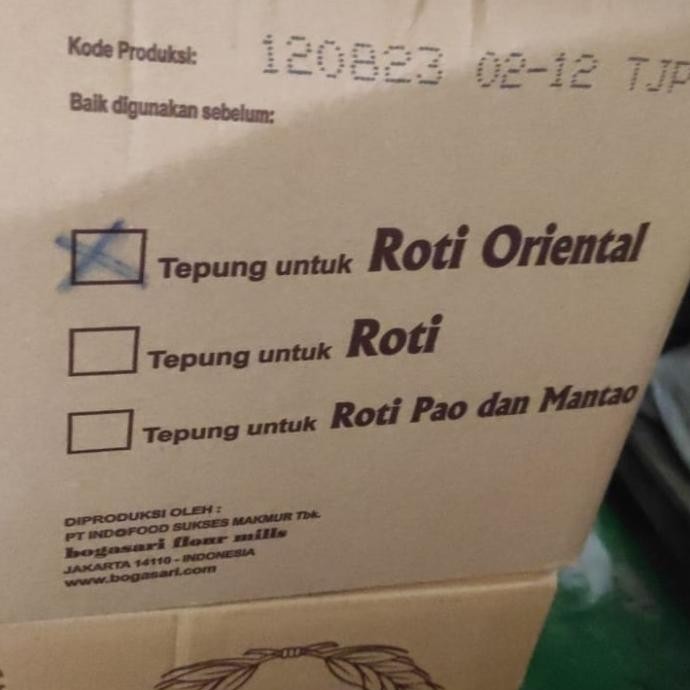 Kode Produksi: 120823 02-12 TJP
Baik digunakan sebelum:
Tepung untuk Roti Oriental
Tepung untuk Roti
Tepung untuk Roti Pao dan Mantao
DIPRODUKSI OLEH :
PT INDOFOOD SUKSES MAKMUR Tbk.
bogasari flour mills
JAKARTA 14110 - INDONESIA
www.bogasari.com